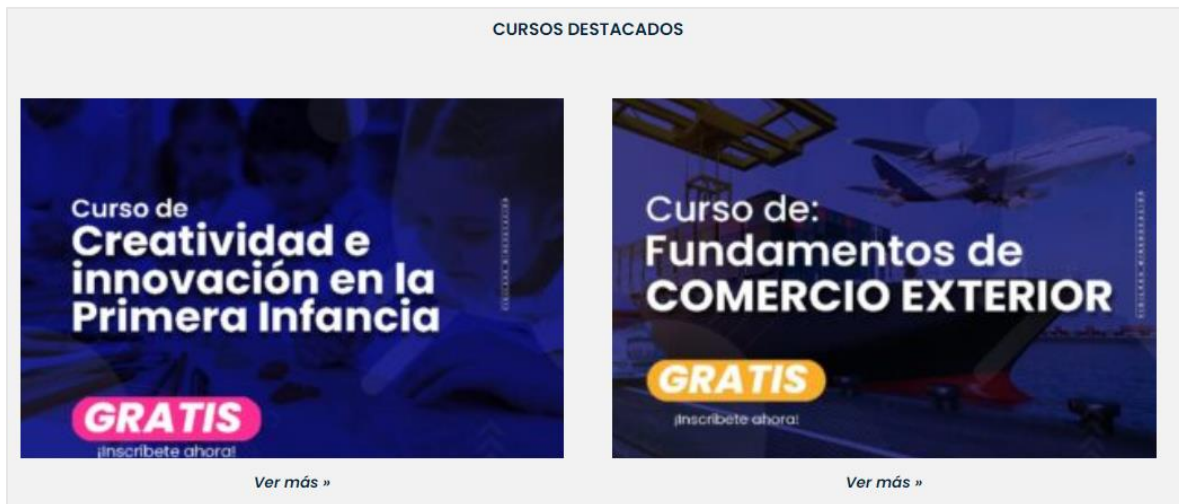 CURSOS DESTACADOS
Curso de
Creatividad e
innovación en la
Primera Infancia
GRATIS
¡Inscríbete ahora!
Ver más »
Curso de:
Fundamentos de
COMERCIO EXTERIOR
GRATIS
¡Inscríbete ahora!
Ver más »